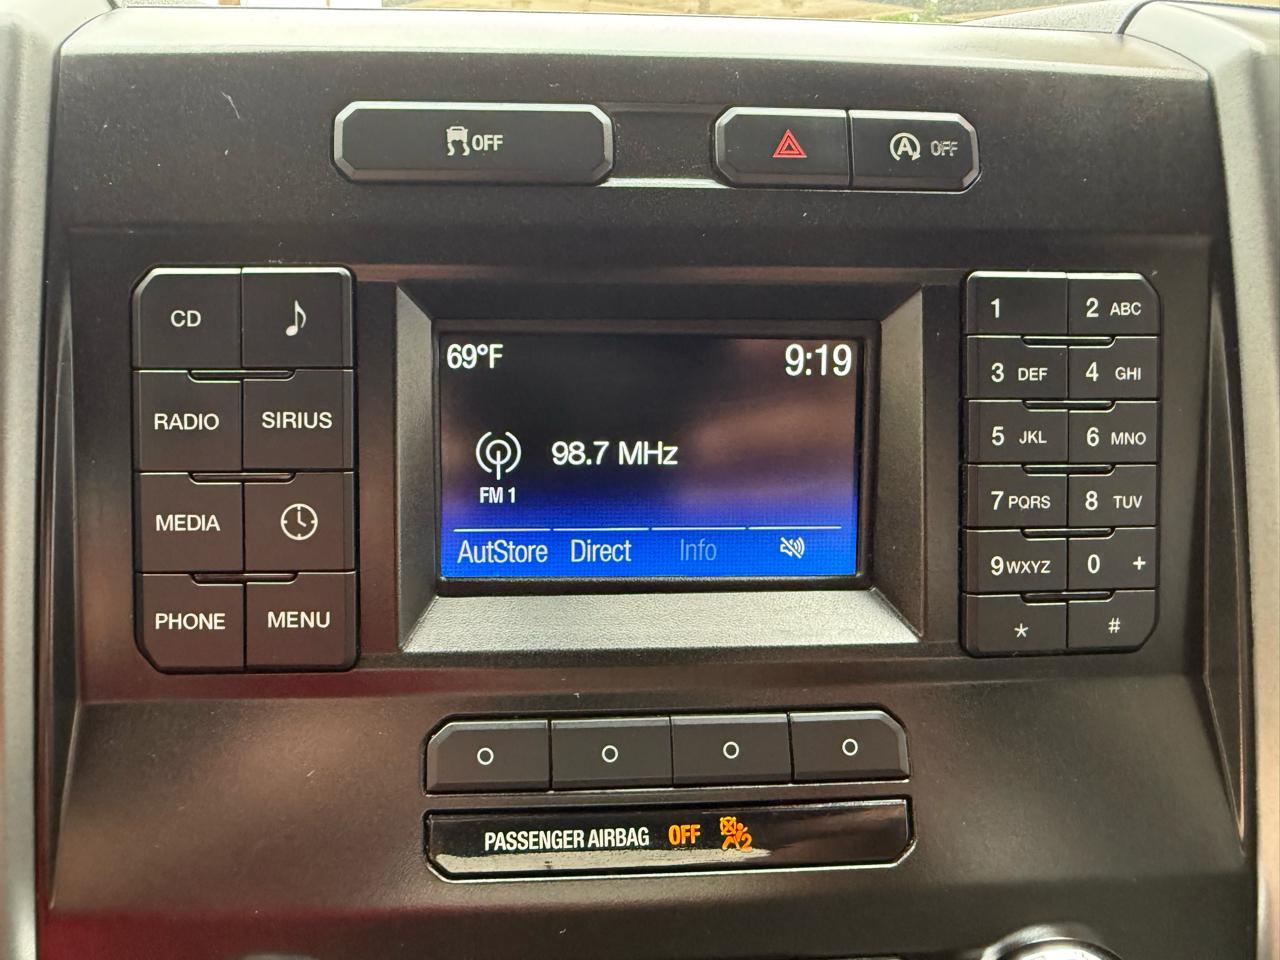 OFF
OFF
CD
RADIO SIRIUS
MEDIA
PHONE MENU
69°F 9:19
98.7 MHz
FM 1
AutStore Direct Info
1 2 ABC
3 DEF 4 GHI
5 JKL 6 MNO
7 PQRS 8 TUV
9 WXYZ 0 +
* #
PASSENGER AIRBAG OFF 2